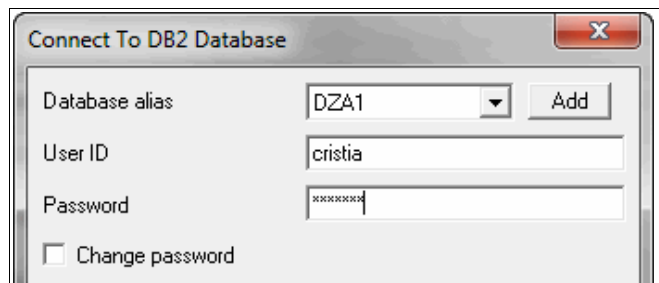 Connect To DB2 Database
Database alias DZA1 Add
User ID cristia
Password *******
Change password